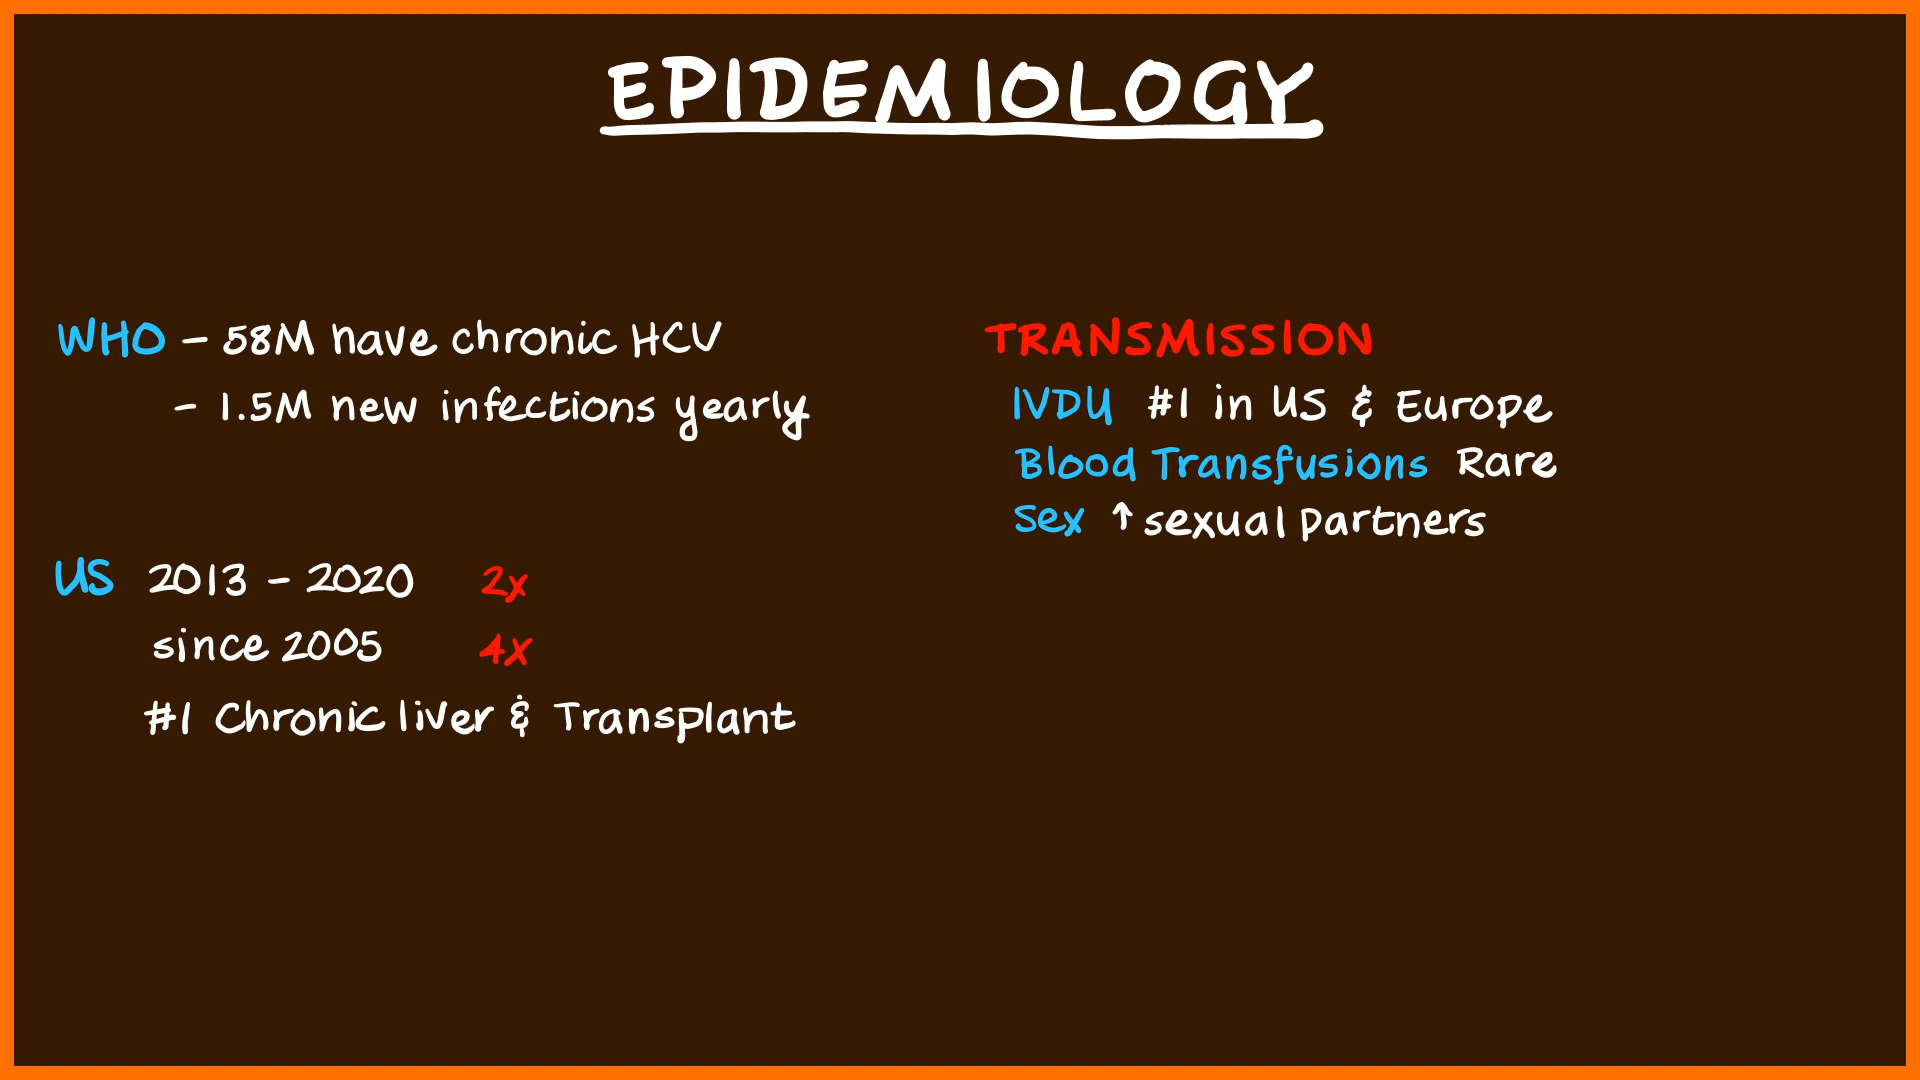 EPIDEMIOLOGY
WHO - 58M have chronic HCV
- 1.5M new infections yearly
US 2013 - 2020 2x
since 2005 4x
#1 Chronic liver & Transplant
TRANSMISSION
IVDU #1 in US & Europe
Blood Transfusions Rare
Sex ↑ sexual partners